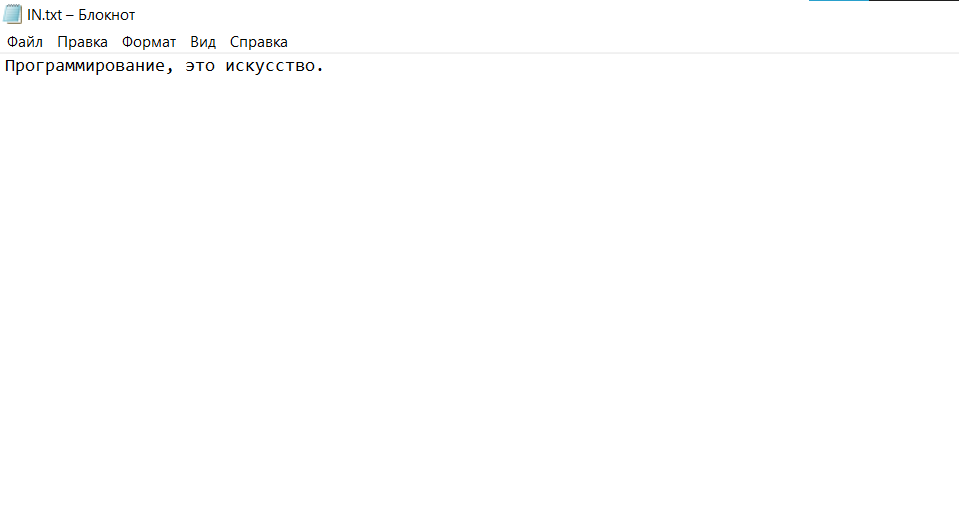 IN.txt – Блокнот
Файл Правка Формат Вид Справка
Программирование, это искусство.